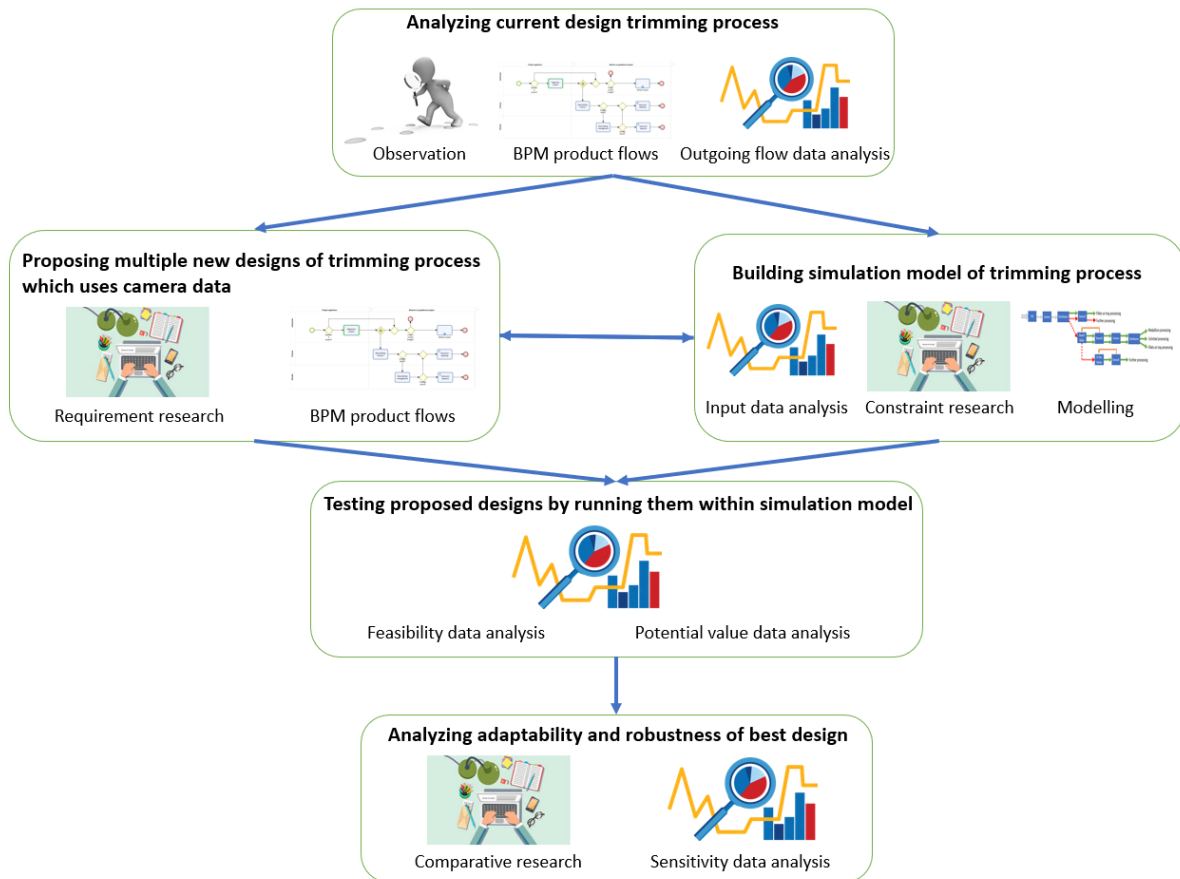 Analyzing current design trimming process
Observation
BPM product flows
Outgoing flow data analysis
Proposing multiple new designs of trimming process
which uses camera data
Requirement research
BPM product flows
Building simulation model of trimming process
Input data analysis
Constraint research
Modelling
Testing proposed designs by running them within simulation model
Feasibility data analysis
Potential value data analysis
Analyzing adaptability and robustness of best design
Comparative research
Sensitivity data analysis